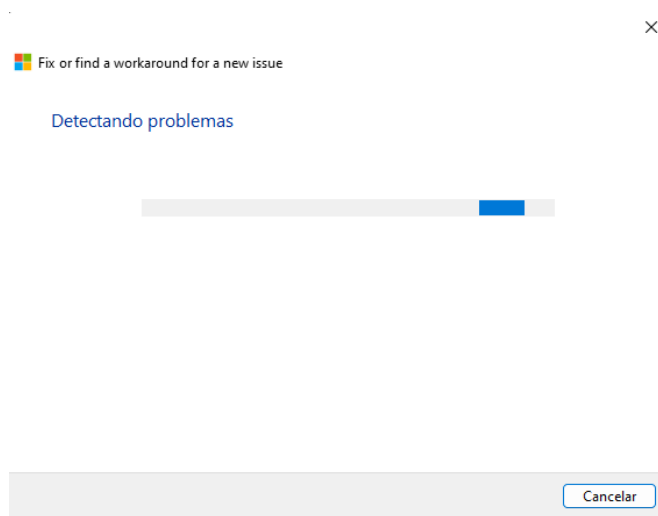 Fix or find a workaround for a new issue
Detectando problemas
Cancelar